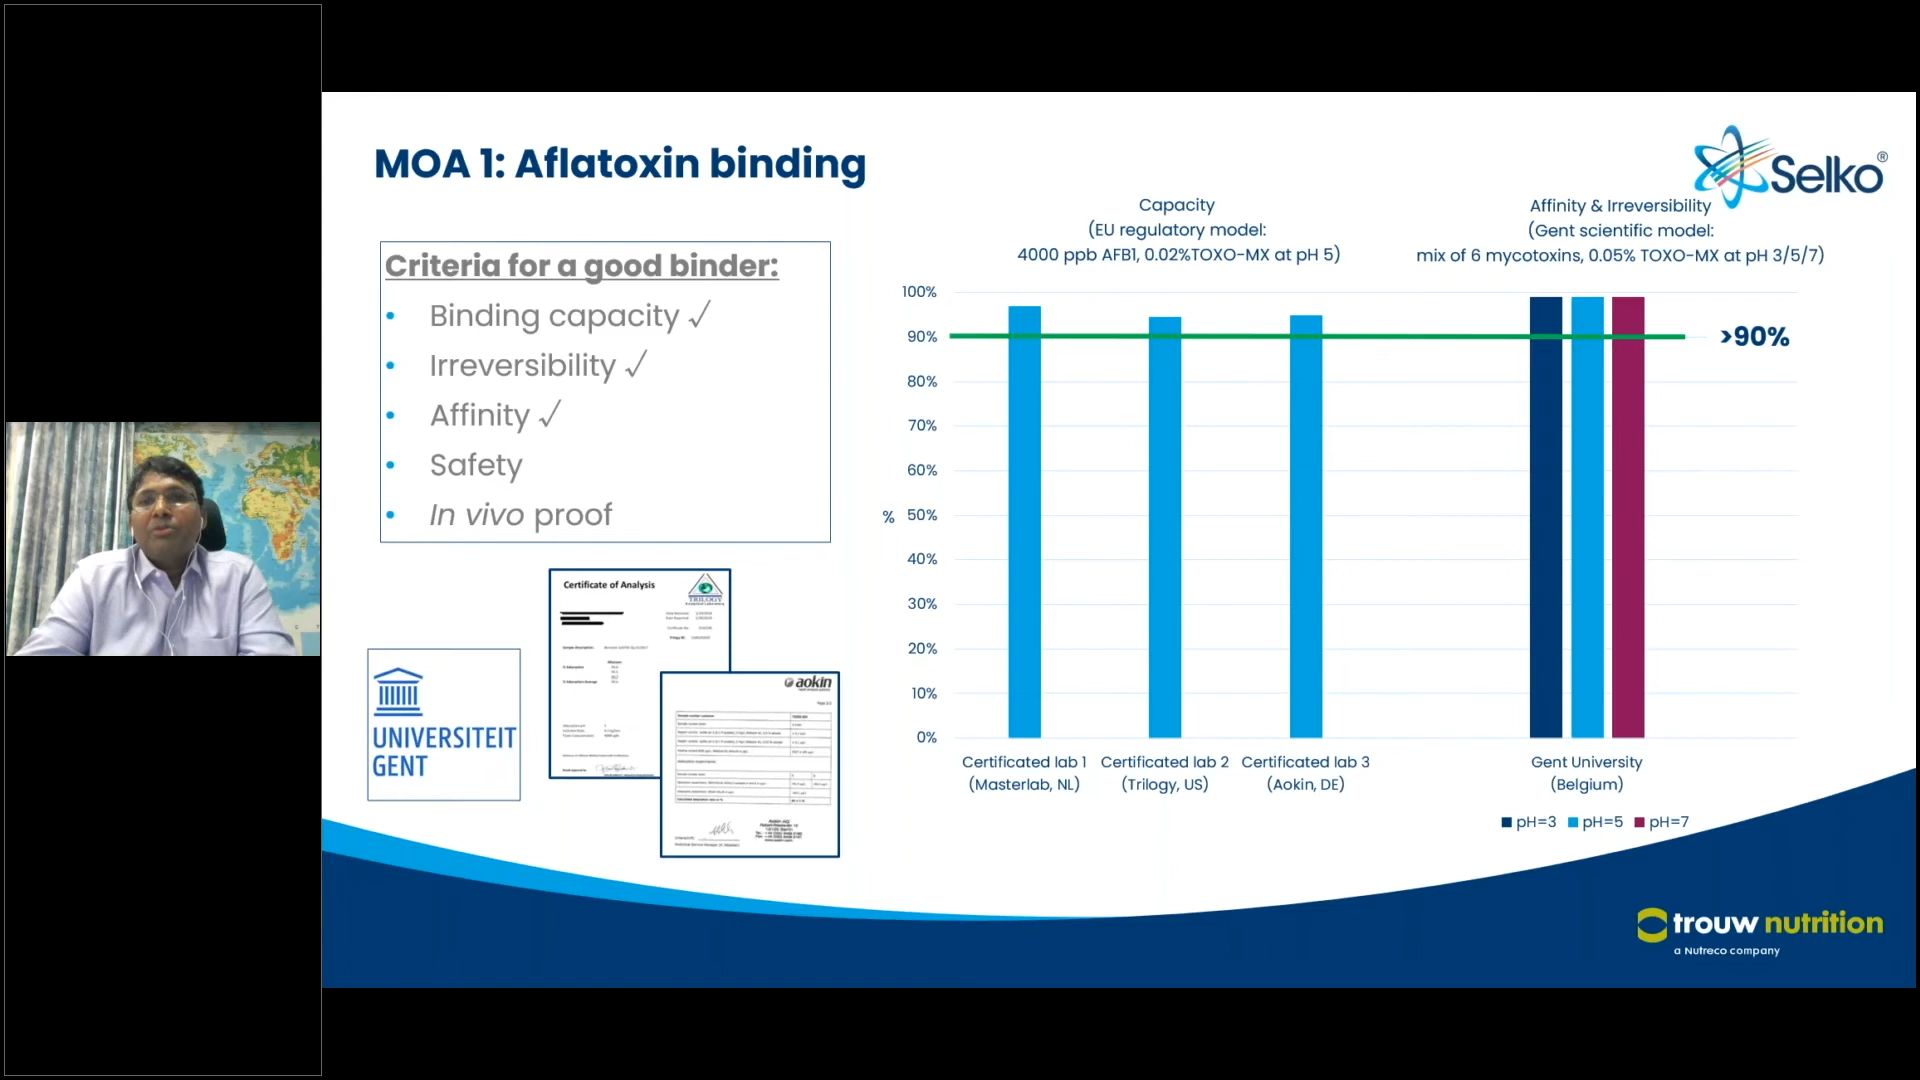 MOA 1: Aflatoxin binding
Selko®
Criteria for a good binder:
• Binding capacity ✓
• Irreversibility ✓
• Affinity ✓
• Safety
• In vivo proof
Certificate of Analysis
TRILOGY
aokin
UNIVERSITEIT
GENT
Capacity
(EU regulatory model:
4000 ppb AFB1, 0.02%TOXO-MX at pH 5)
Affinity & Irreversibility
(Gent scientific model:
mix of 6 mycotoxins, 0.05% TOXO-MX at pH 3/5/7)
100%
90%
80%
70%
60%
50%
40%
30%
20%
10%
0%
%
>90%
Certificated lab 1
(Masterlab, NL)
Certificated lab 2
(Trilogy, US)
Certificated lab 3
(Aokin, DE)
Gent University
(Belgium)
pH=3 pH=5 pH=7
trouw nutrition
a Nutreco company